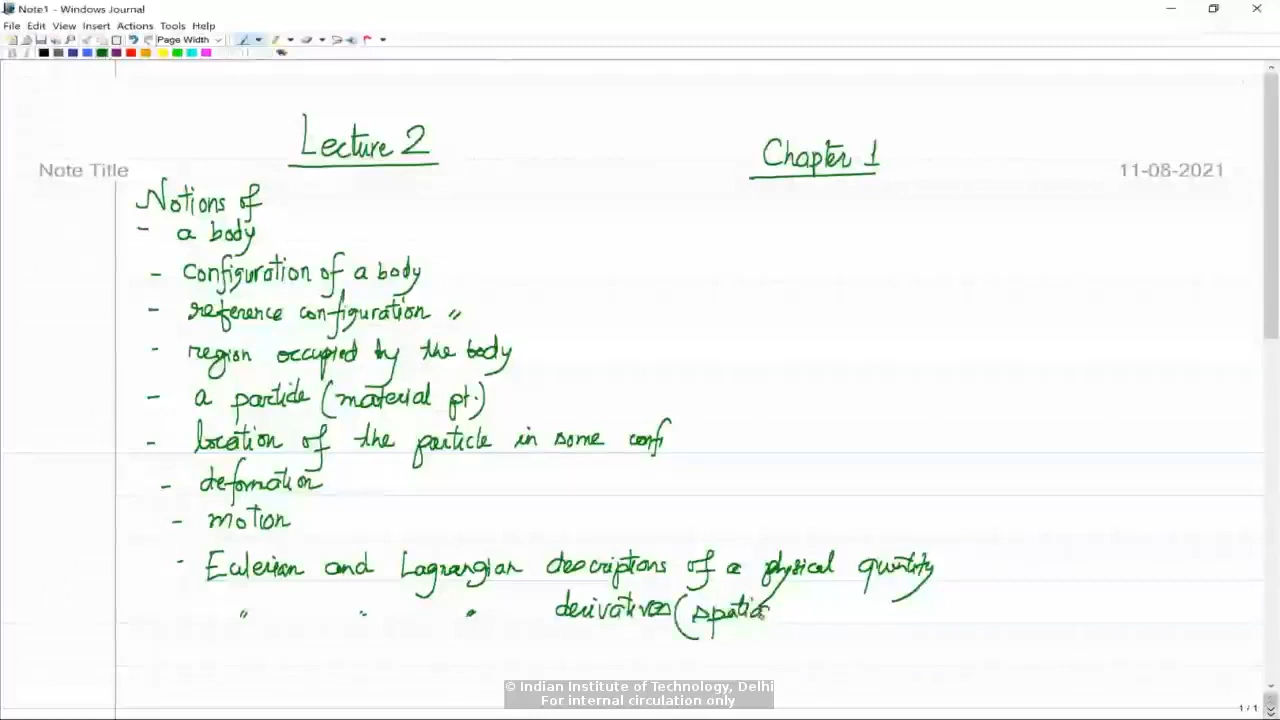 Note1 - Windows Journal
File Edit View Insert Actions Tools Help
Page Width
Lecture 2
Chapter 1
Note Title
11-08-2021
Notions of
- a body
- configuration of a body
- reference configuration "
- region occupied by the body
- a particle (material pt.)
- location of the particle in some conf
- deformation
- motion
- Eulerian and Lagrangian descriptions of a physical quantity
" " " derivatives (spatia
© Indian Institute of Technology, Delhi
For internal circulation only
1 / 1